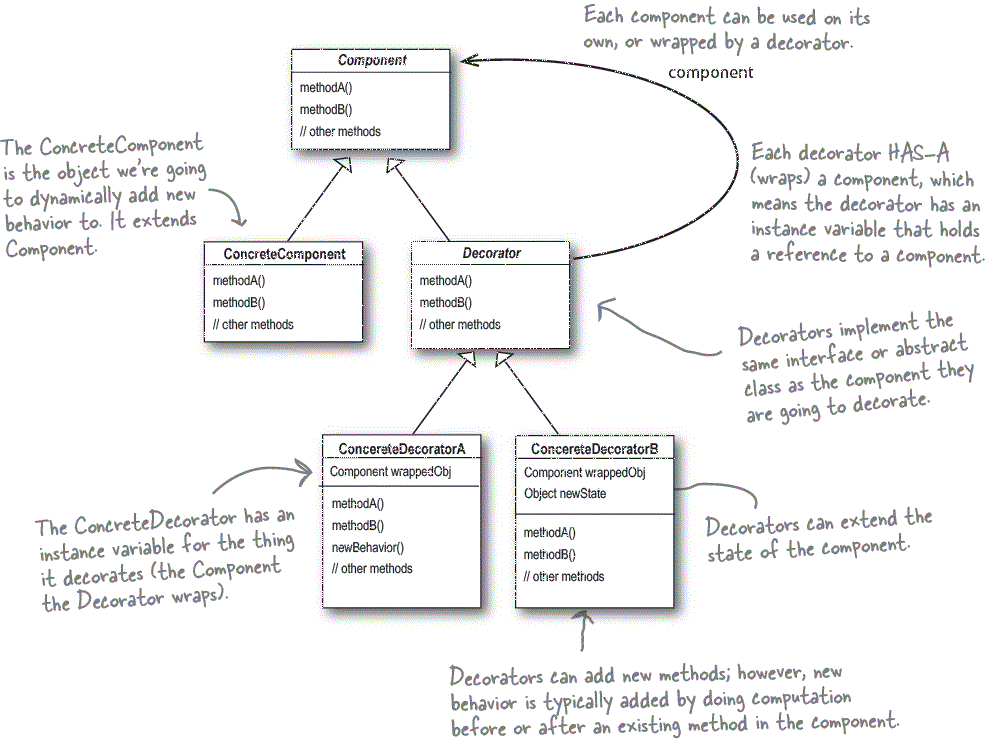 Each component can be used on its
own, or wrapped by a decorator.
component
Component
methodA()
methodB()
// other methods
The ConcreteComponent
is the object we're going
to dynamically add new
behavior to. It extends
Component.
Each decorator HAS-A
(wraps) a component, which
means the decorator has an
instance variable that holds
a reference to a component.
ConcreteComponent
methodA()
methodB()
// cther methods
Decorator
methodA()
methodB()
// other methods
Decorators implement the
same interface or abstract
class as the component they
are going to decorate.
ConcereteDecoratorA
Component wrappedObj
methodA()
methodB()
newBehavior()
// other methods
ConcereteDecoratorB
Component wrappedObj
Object newState
methodA()
methodB()
// other methods
The ConcreteDecorator has an
instance variable for the thing
it decorates (the Component
the Decorator wraps).
Decorators can extend the
state of the component.
Decorators can add new methods; however, new
behavior is typically added by doing computation
before or after an existing method in the component.